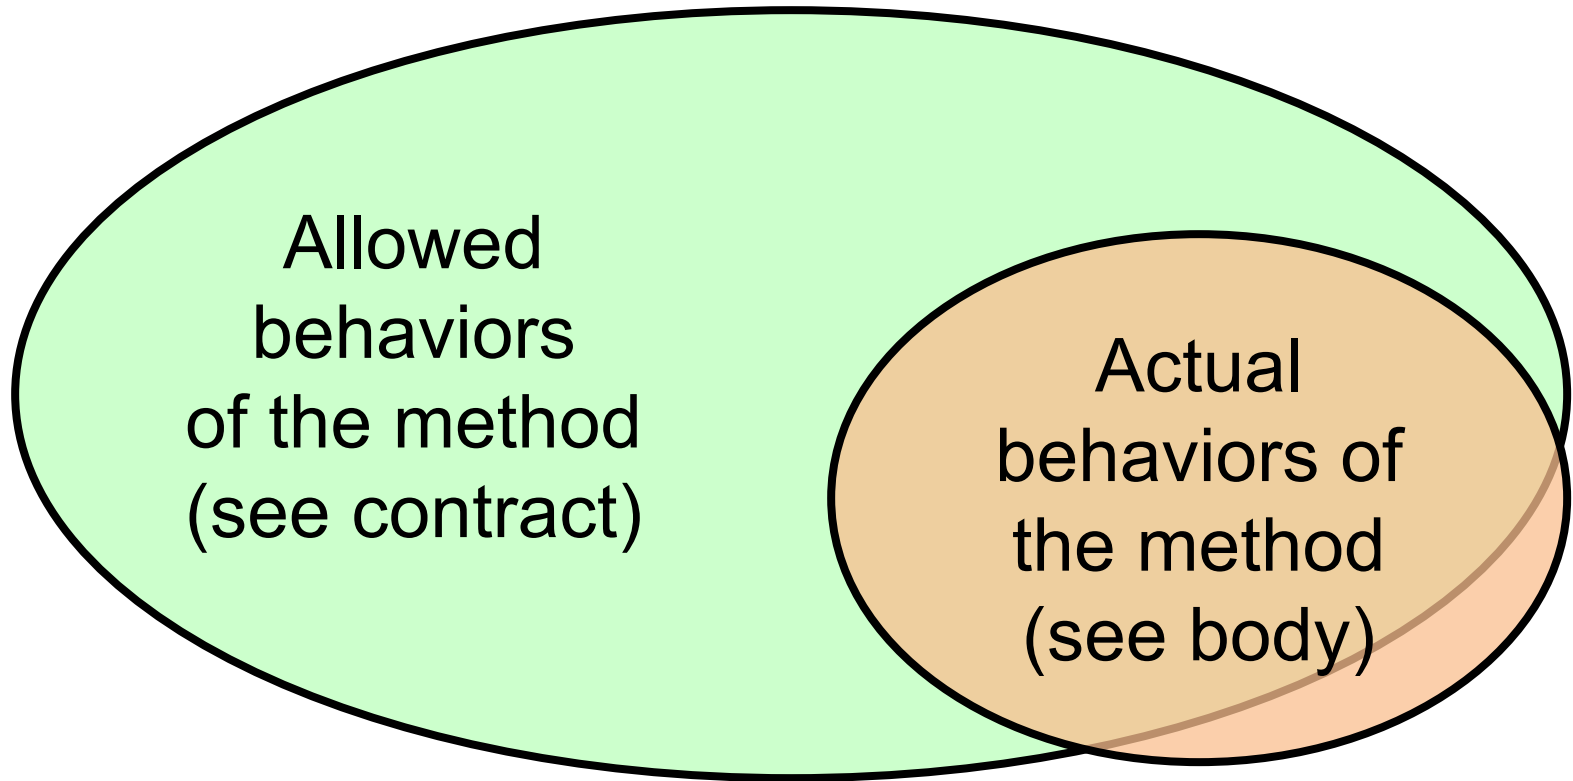 Allowed
behaviors
of the method
(see contract)
Actual
behaviors of
the method
(see body)